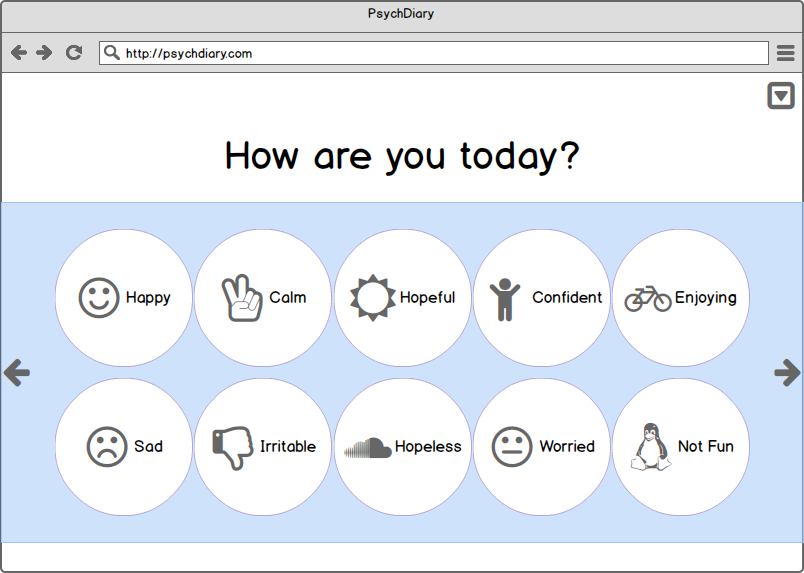 PsychDiary
http://psychdiary.com
How are you today?
Happy
Calm
Hopeful
Confident
Enjoying
Sad
Irritable
Hopeless
Worried
Not Fun